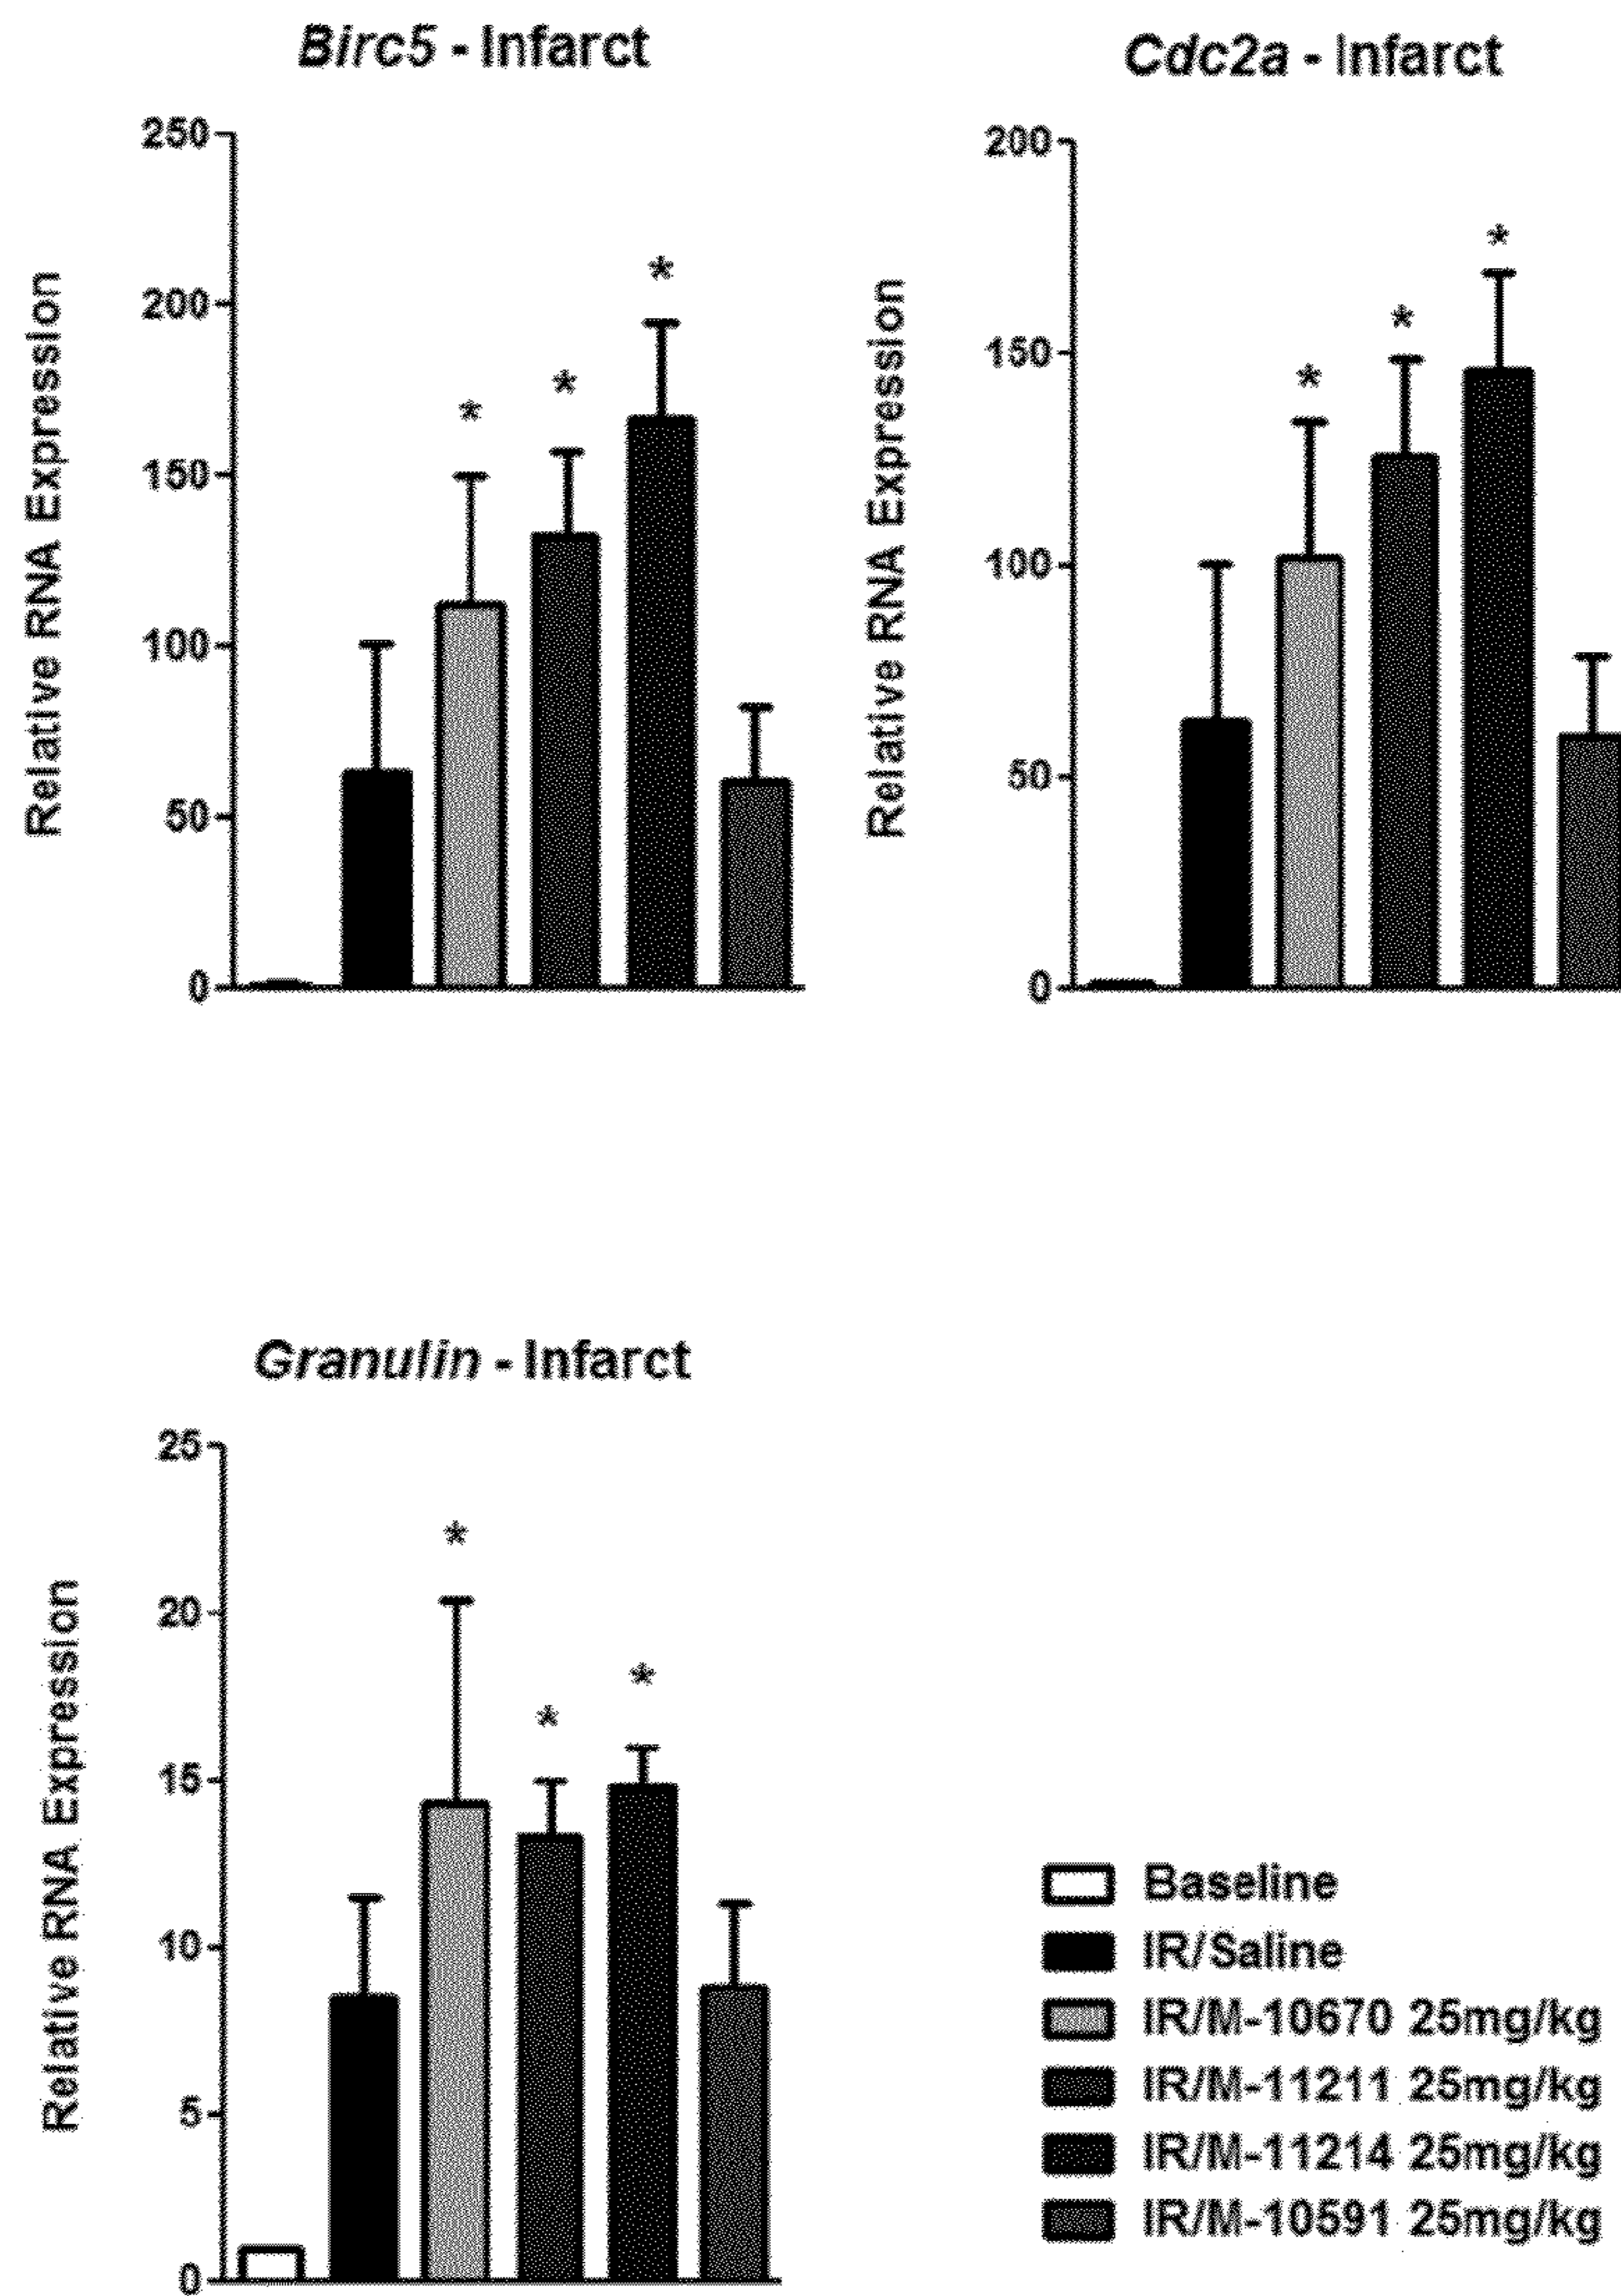 Birc5 - Infarct
Relative RNA Expression
250
200
150
100
50
0
*
*
*
Cdc2a - Infarct
Relative RNA Expression
200
150
100
50
0
*
*
*
Granulin - Infarct
Relative RNA Expression
25
20
15
10
5
0
*
*
*
Baseline
IR/Saline
IR/M-10670 25mg/kg
IR/M-11211 25mg/kg
IR/M-11214 25mg/kg
IR/M-10591 25mg/kg